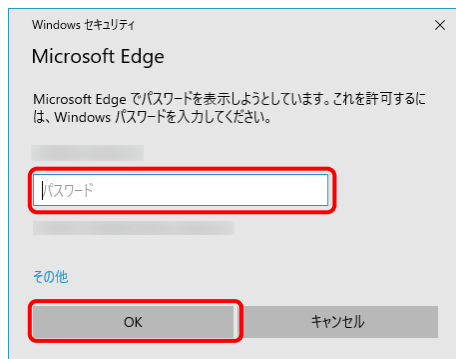 Windows セキュリティ
Microsoft Edge
Microsoft Edge でパスワードを表示しようとしています。これを許可するに
は、Windows パスワードを入力してください。
パスワード
その他
OK キャンセル